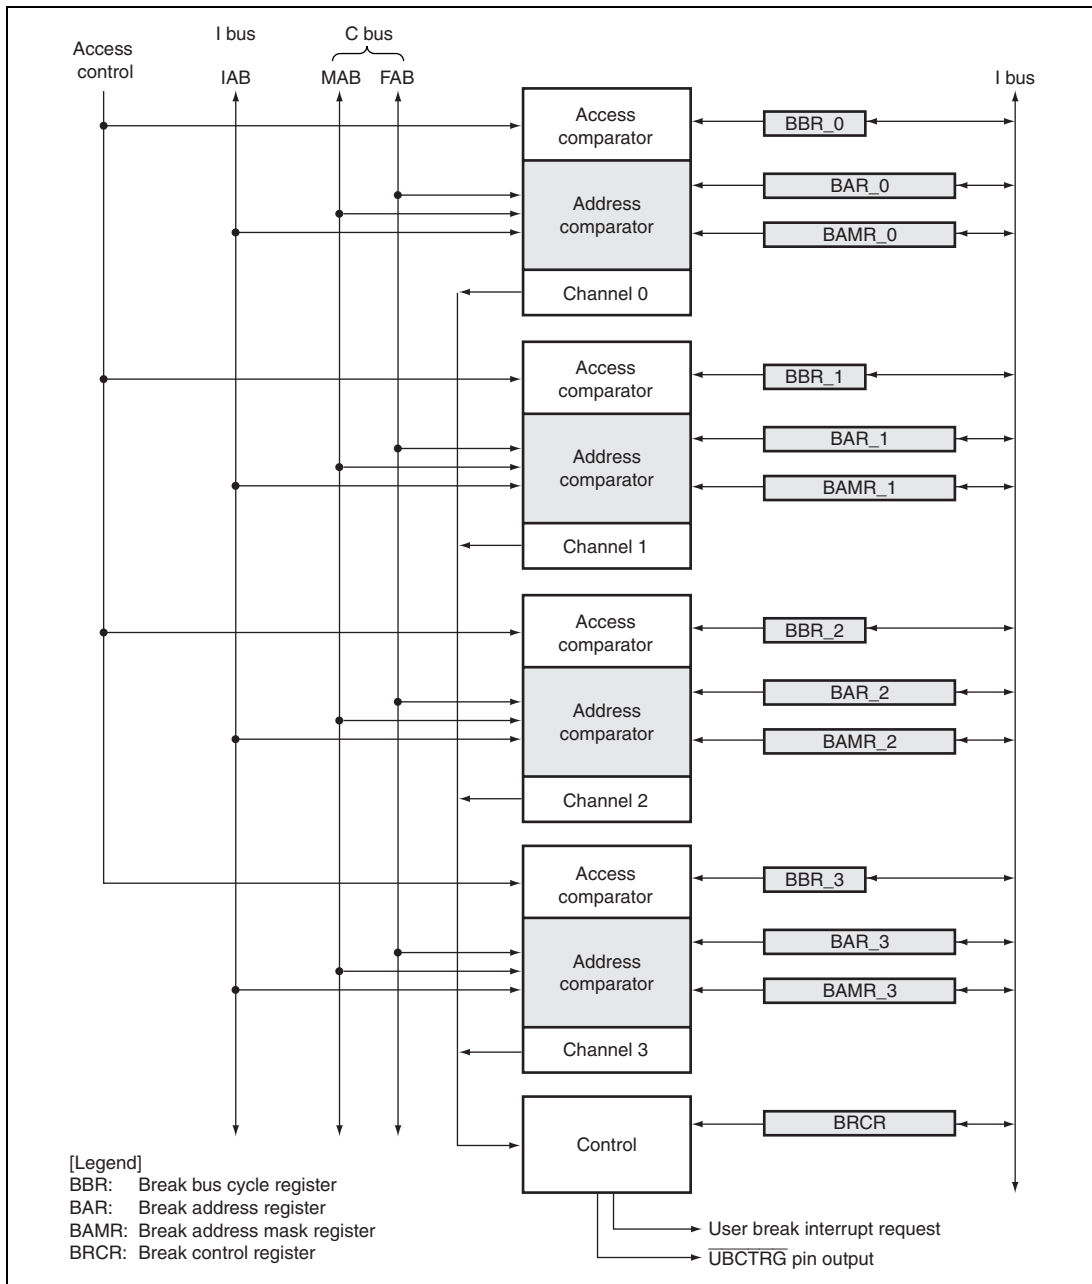 Access
control
I bus
IAB
C bus
MAB FAB
I bus
Access
comparator
Address
comparator
Channel 0
BBR_0
BAR_0
BAMR_0
Access
comparator
Address
comparator
Channel 1
BBR_1
BAR_1
BAMR_1
Access
comparator
Address
comparator
Channel 2
BBR_2
BAR_2
BAMR_2
Access
comparator
Address
comparator
Channel 3
BBR_3
BAR_3
BAMR_3
Control
BRCR
User break interrupt request
UBCTRG pin output
[Legend]
BBR: Break bus cycle register
BAR: Break address register
BAMR: Break address mask register
BRCR: Break control register